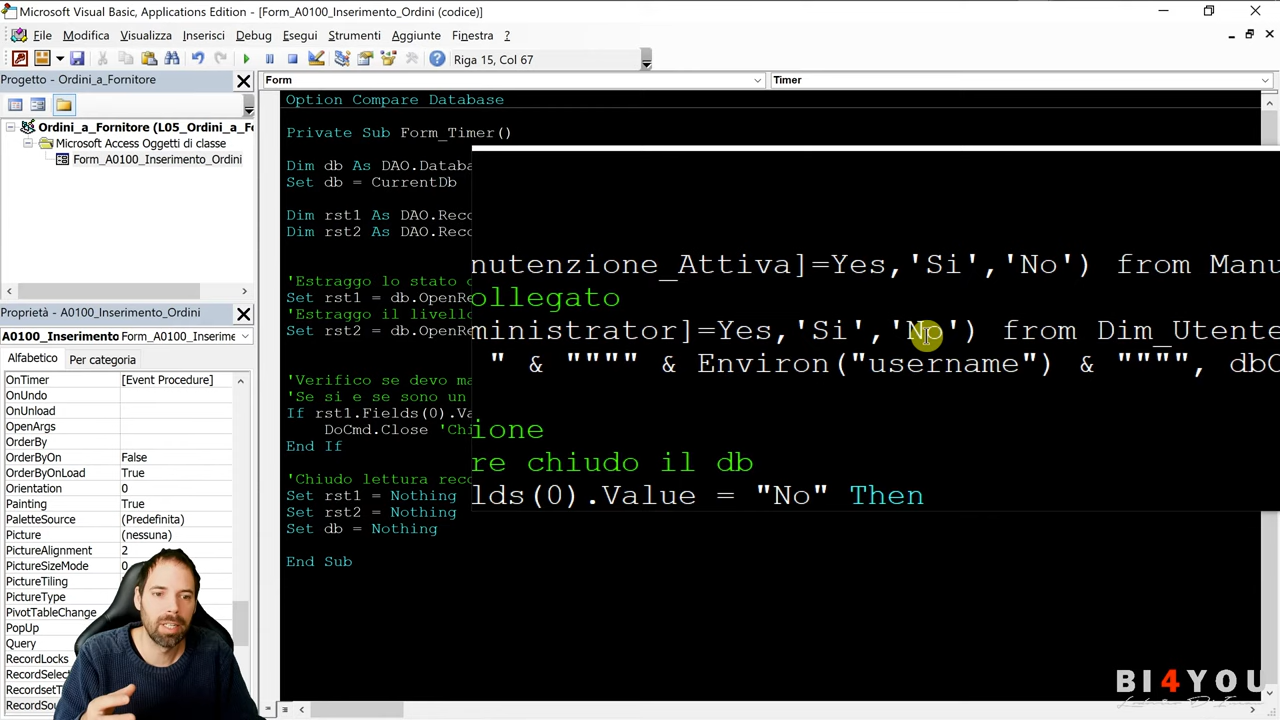 Microsoft Visual Basic, Applications Edition - [Form_A0100_Inserimento_Ordini (codice)]
File Modifica Visualizza Inserisci Debug Esegui Strumenti Aggiunte Finestra ?
Riga 15, Col 67
Progetto - Ordini_a_Fornitore
Form
Timer
Ordini_a_Fornitore (L05_Ordini_a_Fo
Microsoft Access Oggetti di classe
Form_A0100_Inserimento_Ordini
Proprietà - A0100_Inserimento_Ordini
A0100_Inserimento Form_A0100_Inserim
Alfabetico Per categoria
OnTimer [Event Procedure]
OnUndo
OnUnload
OpenArgs
OrderBy
OrderByOn False
OrderByOnLoad True
Orientation 0
Painting True
PaletteSource (Predefinita)
Picture (nessuna)
PictureAlignment 2
PictureSizeMode 0
PictureTiling
PictureType
PivotTableChange
PopUp
Query
RecordLocks
RecordSelec
RecordsetT
RecordSou
Option Compare Database
Private Sub Form_Timer()
Dim db As DAO.Databa
Set db = CurrentDb
Dim rst1 As DAO.Reco
Dim rst2 As DAO.Reco
'Estraggo lo stato d
Set rst1 = db.OpenRe
'Estraggo il livello
Set rst2 = db.OpenRe
'Verifico se devo ma
'Se si e se sono un
If rst1.Fields(0).Va
DoCmd.Close 'Chi
End If
'Chiudo lettura reco
Set rst1 = Nothing
Set rst2 = Nothing
Set db = Nothing
End Sub
nutenzione_Attiva]=Yes,'Si','No') from Manu
ollegato
ministrator]=Yes,'Si','No') from Dim_Utente
" & """" & Environ("username") & """", dbO
ione
re chiudo il db
lds(0).Value = "No" Then
BI4YOU